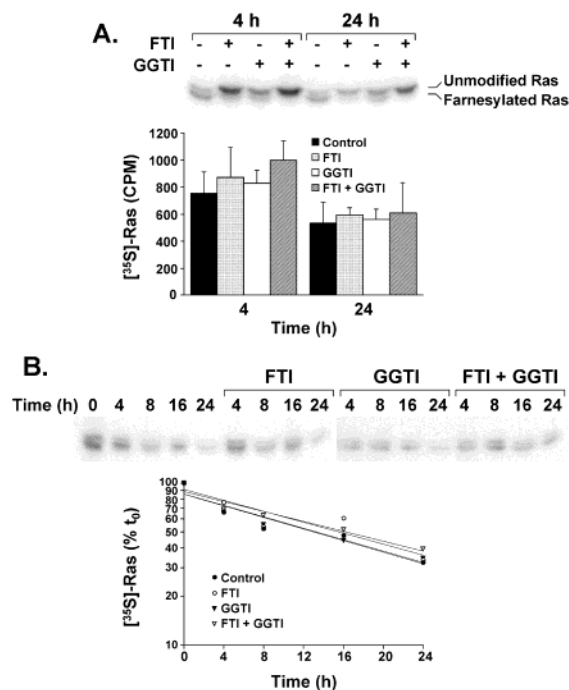 A.
4 h 24 h
FTI - + - + - + - +
GGTI - - + + - - + +
Unmodified Ras
Farnesylated Ras
[³⁵S]-Ras (CPM)
1200
1000
800
600
400
200
0
Control
FTI
GGTI
FTI + GGTI
4 24
Time (h)
B.
FTI GGTI FTI + GGTI
Time (h) 0 4 8 16 24 4 8 16 24 4 8 16 24 4 8 16 24
[³⁵S]-Ras (% t₀)
100
90
80
70
60
50
40
30
10
Control
FTI
GGTI
FTI + GGTI
0 4 8 12 16 20 24
Time (h)